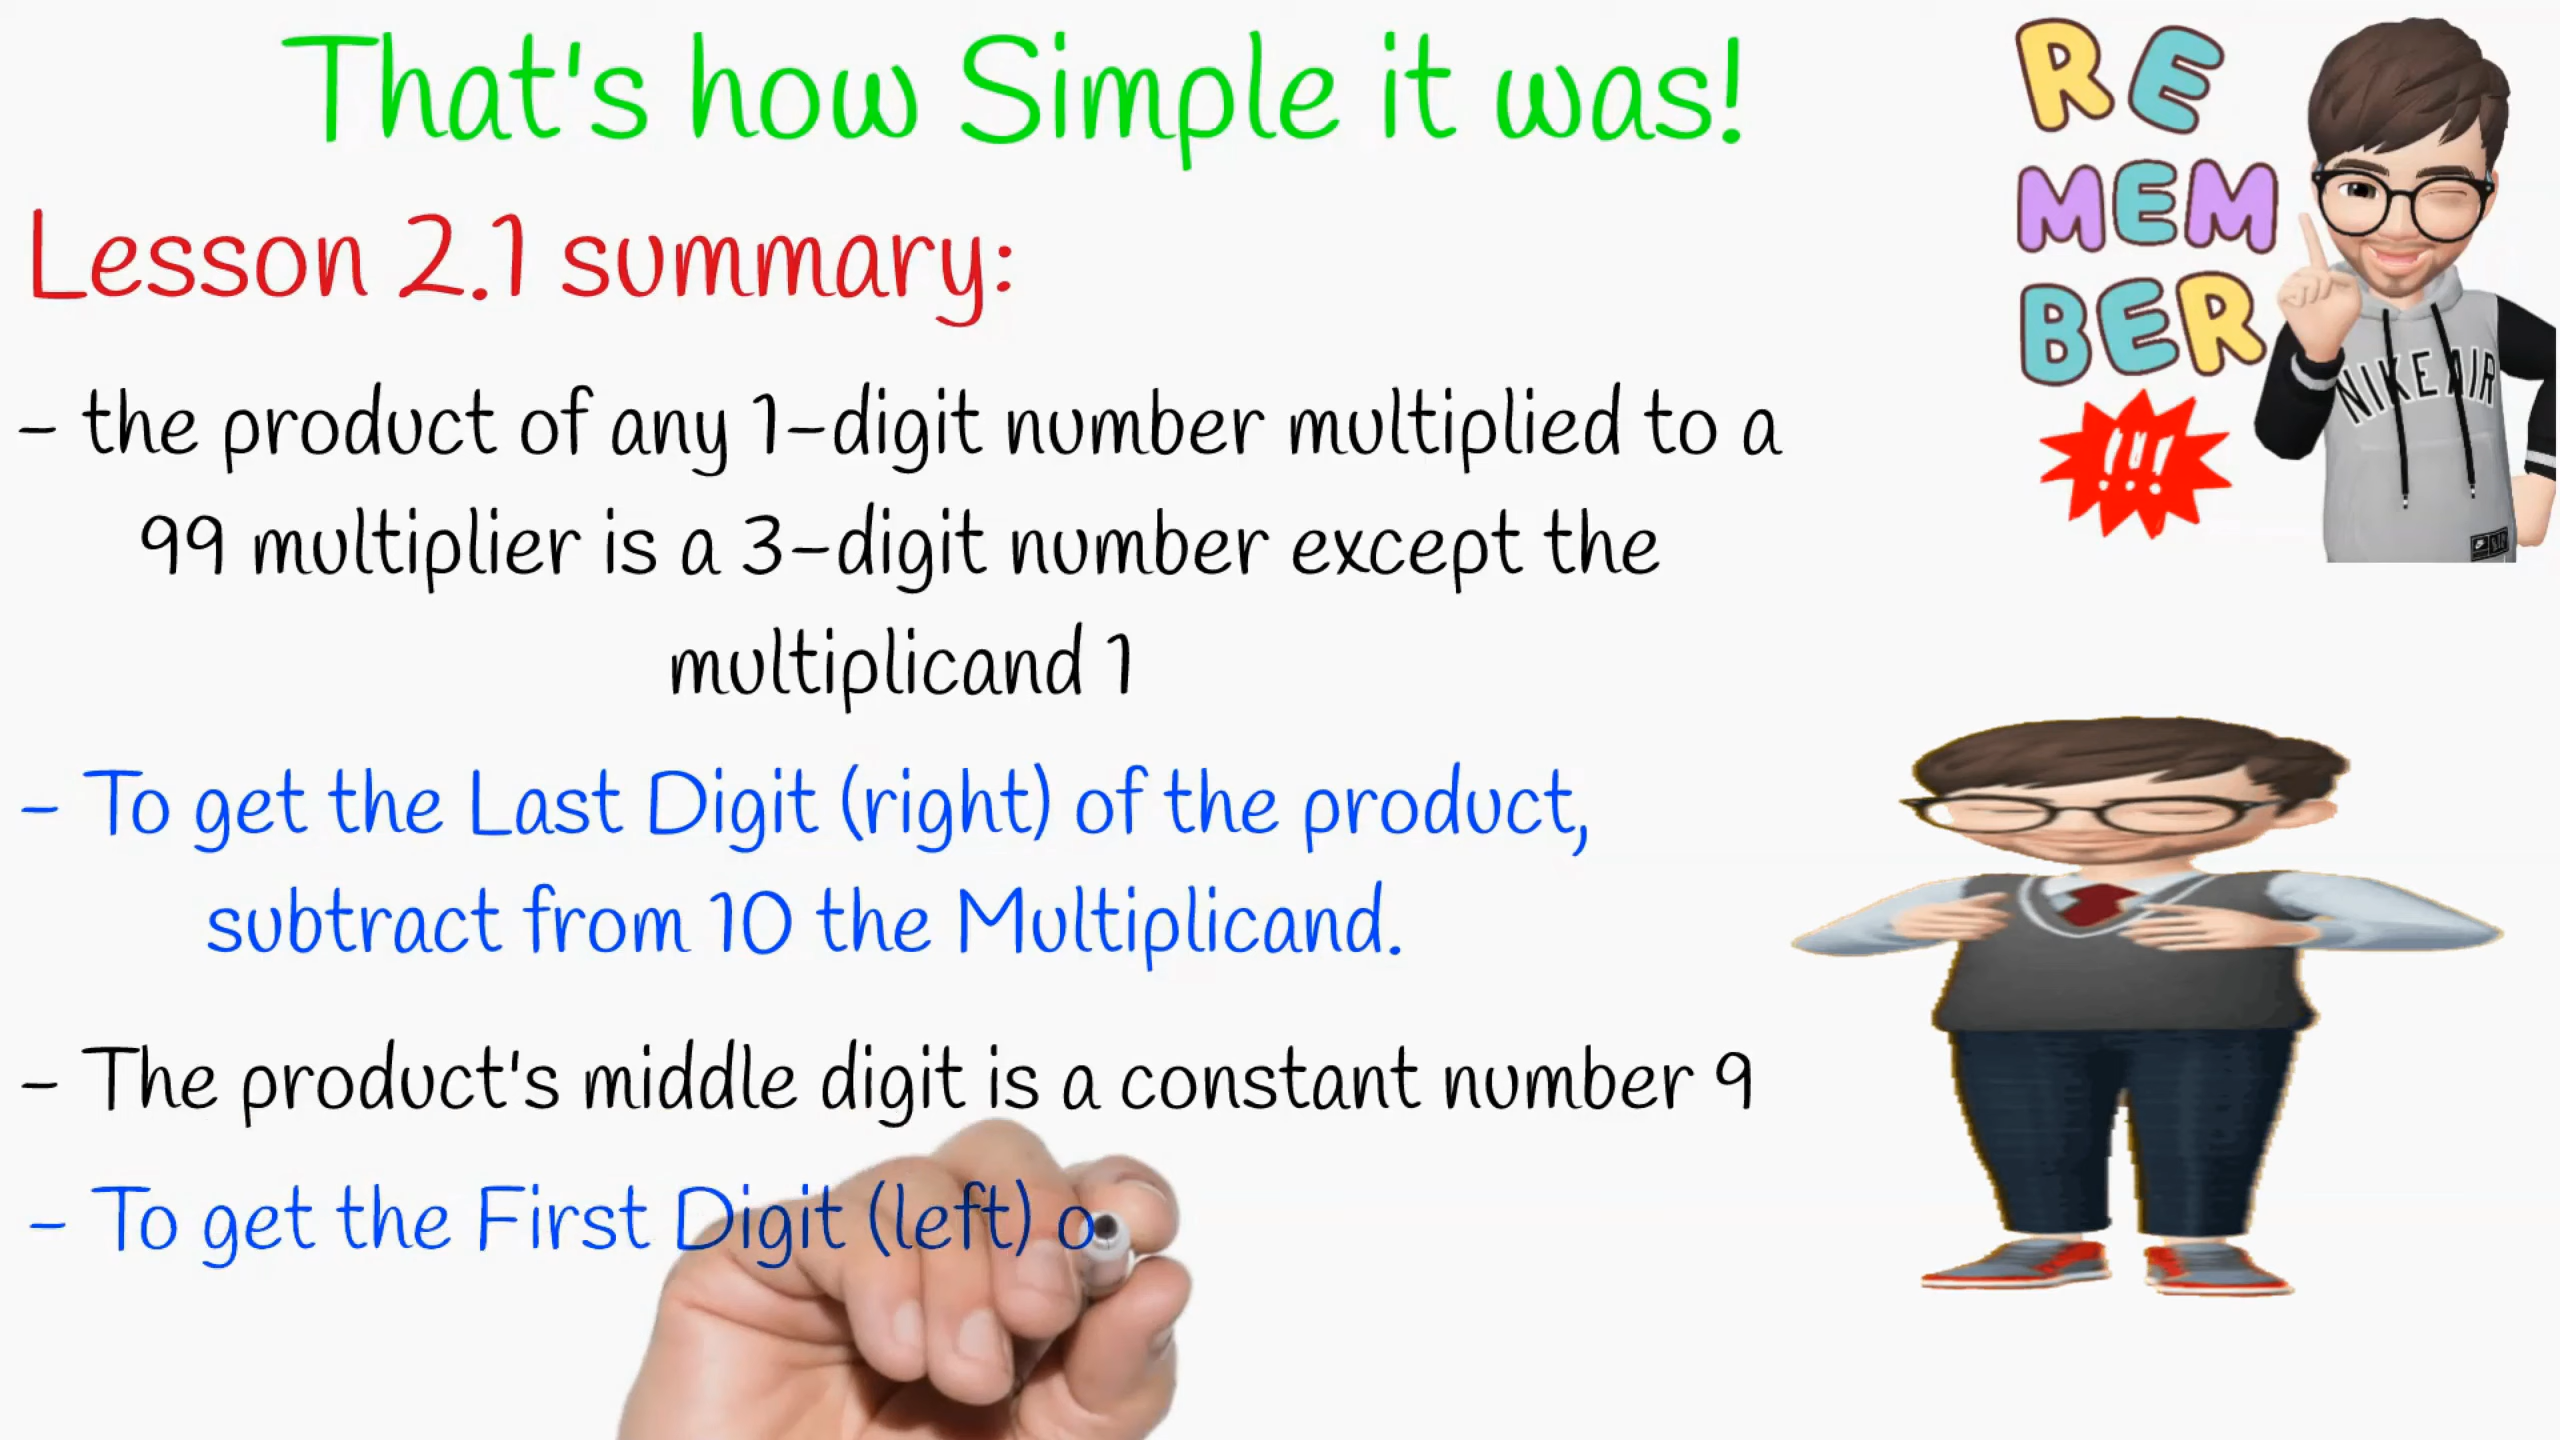 That's how Simple it was!
RE
MEM
BER
!!!
NIKE AIR
Lesson 2.1 summary:
- the product of any 1-digit number multiplied to a
99 multiplier is a 3-digit number except the
multiplicand 1
- To get the Last Digit (right) of the product,
subtract from 10 the Multiplicand.
- The product's middle digit is a constant number 9
- To get the First Digit (left) o